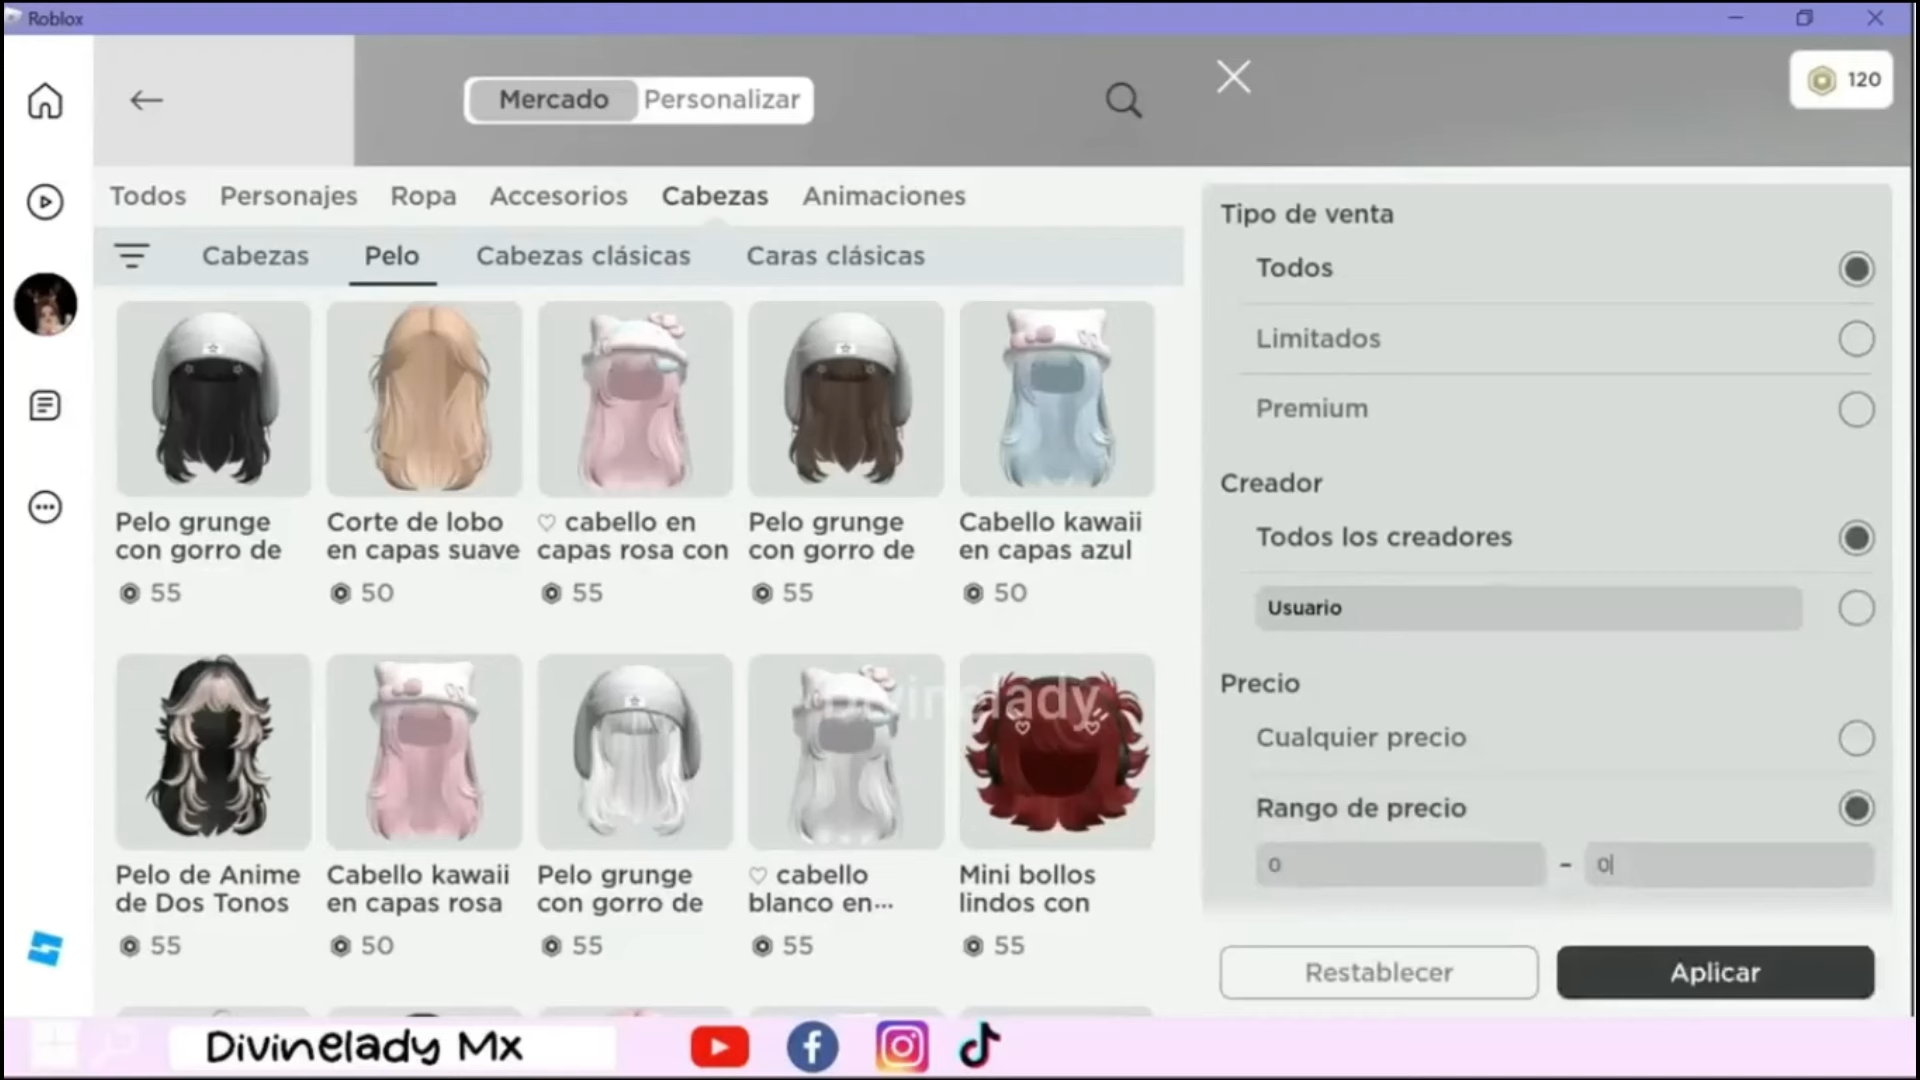 Roblox
Mercado Personalizar
120
Todos Personajes Ropa Accesorios Cabezas Animaciones
Cabezas Pelo Cabezas clásicas Caras clásicas
Pelo grunge
con gorro de
55
Corte de lobo
en capas suave
50
♡ cabello en
capas rosa con
55
Pelo grunge
con gorro de
55
Cabello kawaii
en capas azul
50
Pelo de Anime
de Dos Tonos
55
Cabello kawaii
en capas rosa
50
Pelo grunge
con gorro de
55
♡ cabello
blanco en...
55
Mini bollos
lindos con
55
Divinelady
Tipo de venta
Todos
Limitados
Premium
Creador
Todos los creadores
Usuario
Precio
Cualquier precio
Rango de precio
0 - 0
Restablecer Aplicar
Divinelady Mx